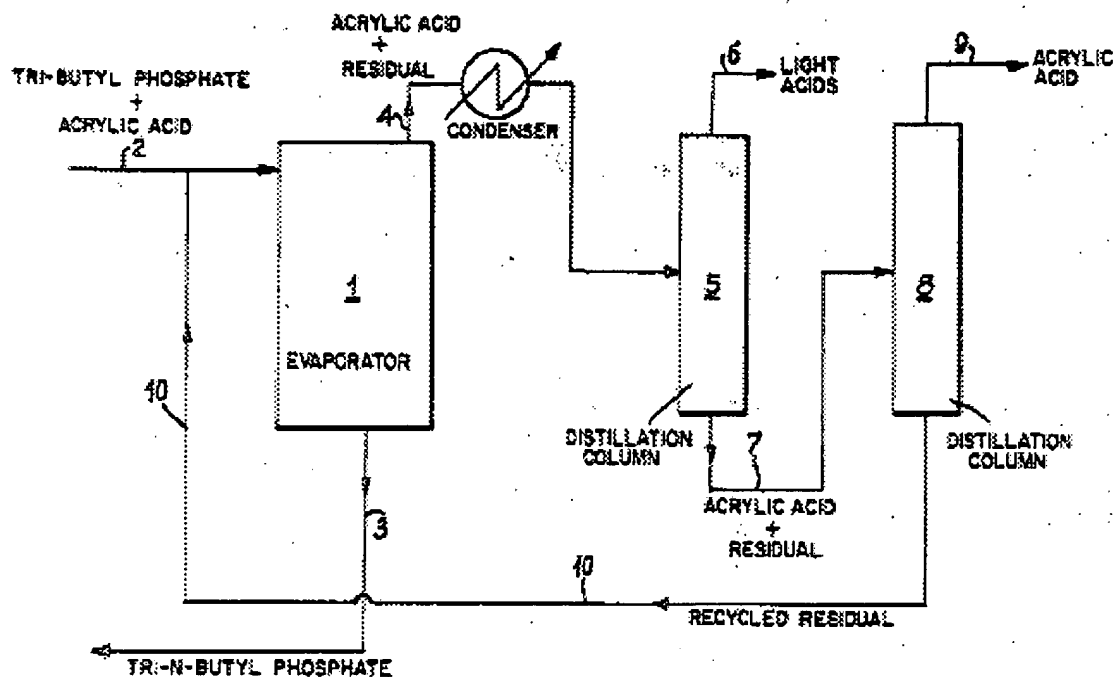 ACRYLIC ACID
+
RESIDUAL
6
9
TRI-BUTYL PHOSPHATE
+
ACRYLIC ACID
LIGHT
ACIDS
ACRYLIC
ACID
4
CONDENSER
2
1
5
8
EVAPORATOR
10
DISTILLATION
COLUMN
DISTILLATION
COLUMN
7
ACRYLIC ACID
+
RESIDUAL
3
10
RECYCLED RESIDUAL
TRI-N-BUTYL PHOSPHATE